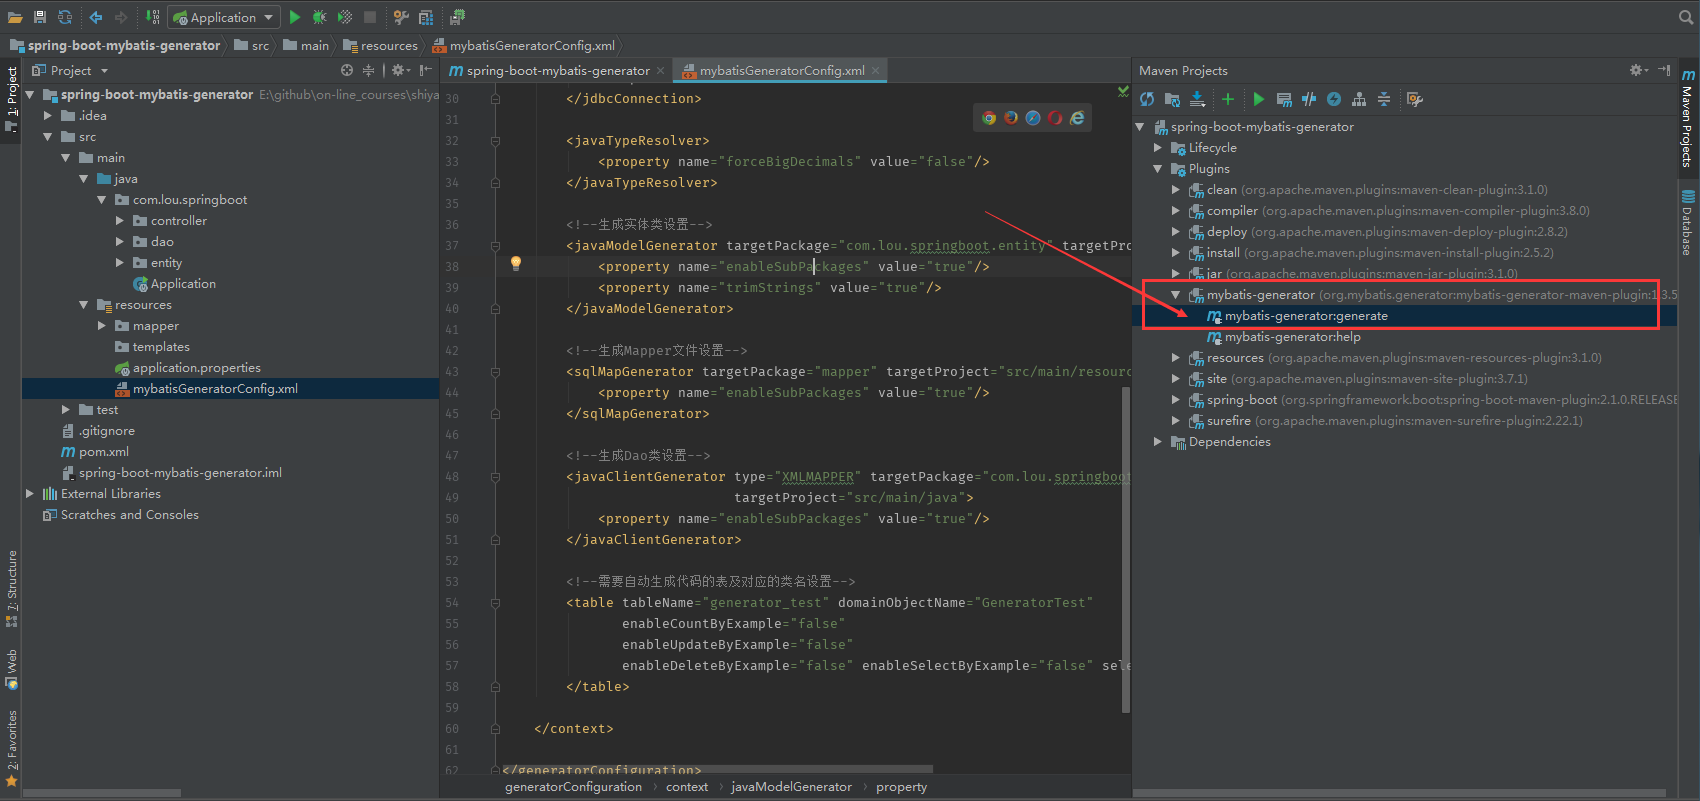 Application
spring-boot-mybatis-generator
src
main
resources
mybatisGeneratorConfig.xml
1: Project
7: Structure
Web
2: Favorites
Project
spring-boot-mybatis-generator E:\github\on-line_courses\shiya
.idea
src
main
java
com.lou.springboot
controller
dao
entity
Application
resources
mapper
templates
application.properties
mybatisGeneratorConfig.xml
test
.gitignore
pom.xml
spring-boot-mybatis-generator.iml
External Libraries
Scratches and Consoles
spring-boot-mybatis-generator
mybatisGeneratorConfig.xml
30 </jdbcConnection>
31
32 <javaTypeResolver>
33 <property name="forceBigDecimals" value="false"/>
34 </javaTypeResolver>
35
36 <!--生成实体类设置-->
37 <javaModelGenerator targetPackage="com.lou.springboot.entity" targetPro
38 <property name="enableSubPackages" value="true"/>
39 <property name="trimStrings" value="true"/>
40 </javaModelGenerator>
41
42 <!--生成Mapper文件设置-->
43 <sqlMapGenerator targetPackage="mapper" targetProject="src/main/resourc
44 <property name="enableSubPackages" value="true"/>
45 </sqlMapGenerator>
46
47 <!--生成Dao类设置-->
48 <javaClientGenerator type="XMLMAPPER" targetPackage="com.lou.springboot
49 targetProject="src/main/java">
50 <property name="enableSubPackages" value="true"/>
51 </javaClientGenerator>
52
53 <!--需要自动生成代码的表及对应的类名设置-->
54 <table tableName="generator_test" domainObjectName="GeneratorTest"
55 enableCountByExample="false"
56 enableUpdateByExample="false"
57 enableDeleteByExample="false" enableSelectByExample="false" sele
58 </table>
59
60 </context>
61
62 </generatorConfiguration>
generatorConfiguration › context › javaModelGenerator › property
Maven Projects
spring-boot-mybatis-generator
Lifecycle
Plugins
clean (org.apache.maven.plugins:maven-clean-plugin:3.1.0)
compiler (org.apache.maven.plugins:maven-compiler-plugin:3.8.0)
deploy (org.apache.maven.plugins:maven-deploy-plugin:2.8.2)
install (org.apache.maven.plugins:maven-install-plugin:2.5.2)
jar (org.apache.maven.plugins:maven-jar-plugin:3.1.0)
mybatis-generator (org.mybatis.generator:mybatis-generator-maven-plugin:1.3.5
mybatis-generator:generate
mybatis-generator:help
resources (org.apache.maven.plugins:maven-resources-plugin:3.1.0)
site (org.apache.maven.plugins:maven-site-plugin:3.7.1)
spring-boot (org.springframework.boot:spring-boot-maven-plugin:2.1.0.RELEASE
surefire (org.apache.maven.plugins:maven-surefire-plugin:2.22.1)
Dependencies
Maven Projects
Database